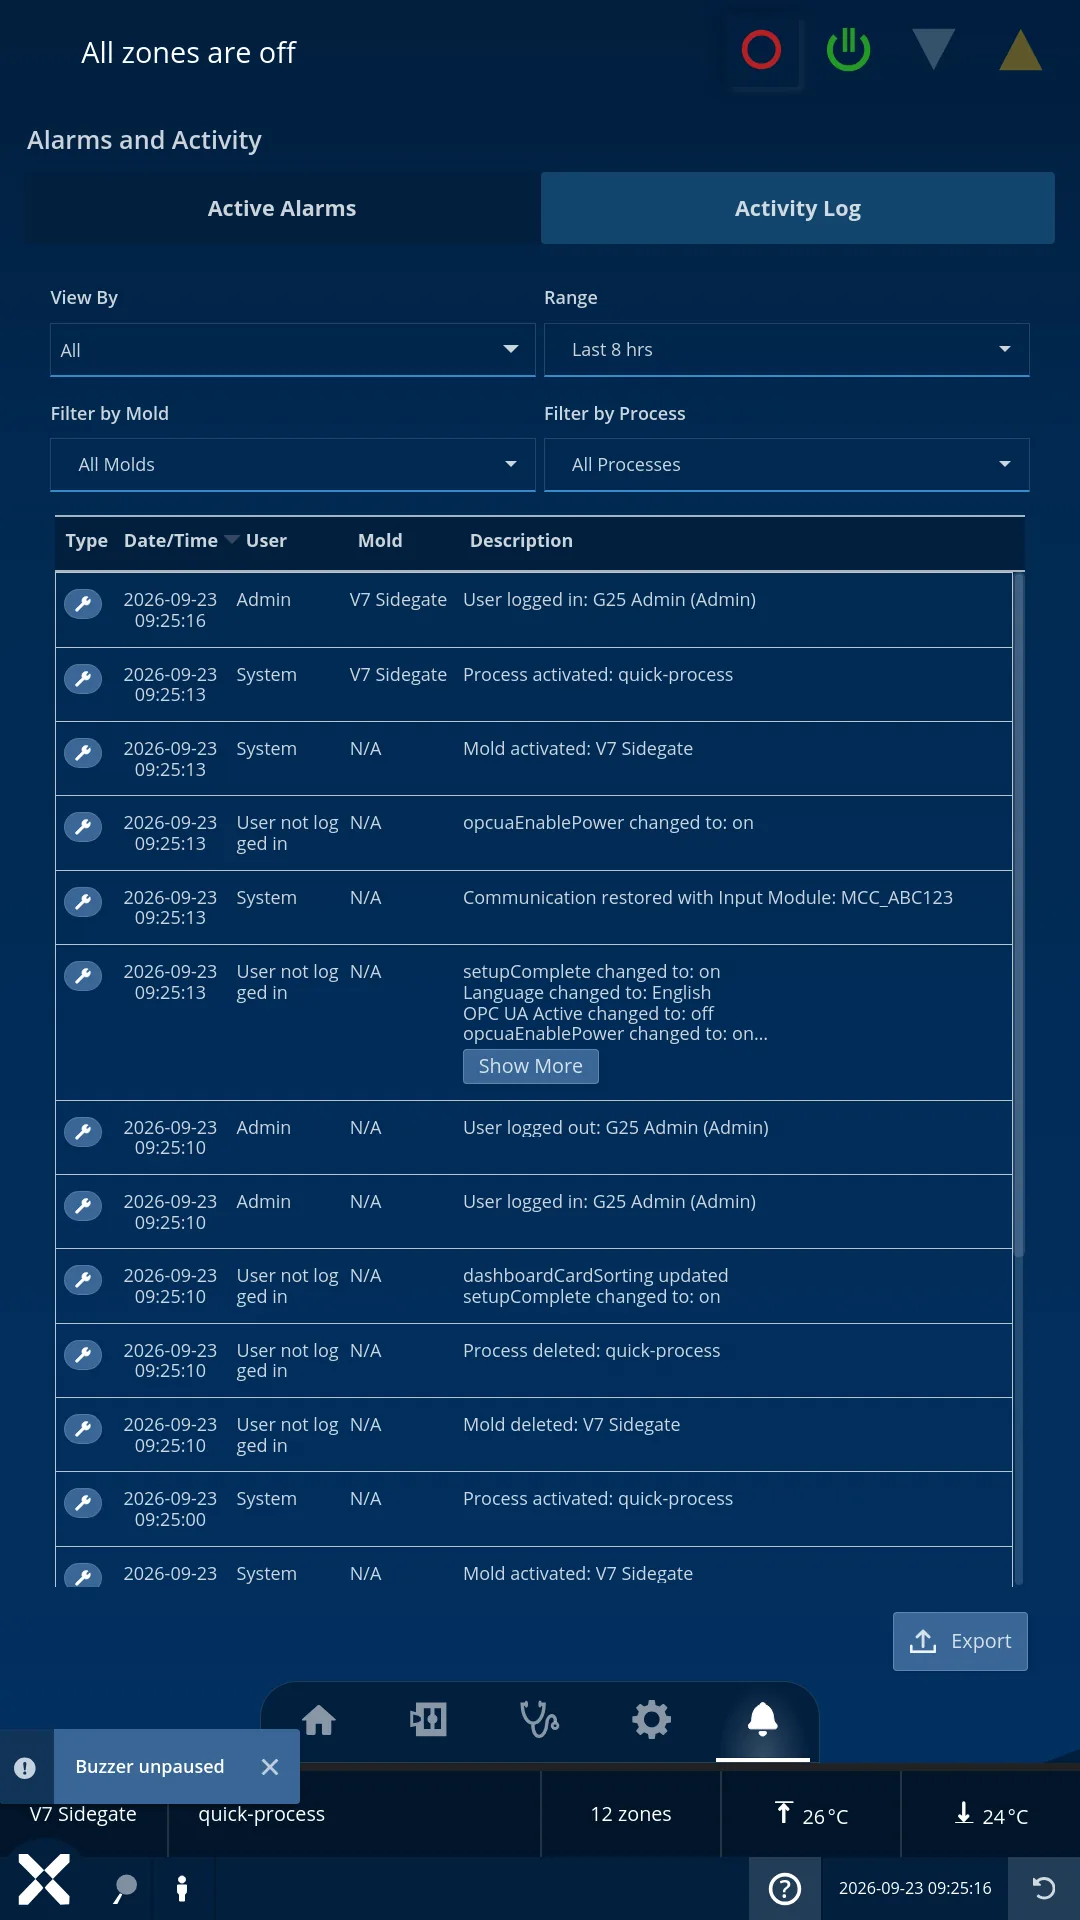 All zones are off
Alarms and Activity
Active Alarms
Activity Log
View By
Range
All
Last 8 hrs
Filter by Mold
Filter by Process
All Molds
All Processes
Type Date/Time User Mold Description
2026-09-23 Admin V7 Sidegate User logged in: G25 Admin (Admin)
09:25:16
2026-09-23 System V7 Sidegate Process activated: quick-process
09:25:13
2026-09-23 System N/A Mold activated: V7 Sidegate
09:25:13
2026-09-23 User not log N/A opcuaEnablePower changed to: on
09:25:13 ged in
2026-09-23 System N/A Communication restored with Input Module: MCC_ABC123
09:25:13
2026-09-23 User not log N/A setupComplete changed to: on
09:25:13 ged in Language changed to: English
OPC UA Active changed to: off
opcuaEnablePower changed to: on...
Show More
2026-09-23 Admin N/A User logged out: G25 Admin (Admin)
09:25:10
2026-09-23 Admin N/A User logged in: G25 Admin (Admin)
09:25:10
2026-09-23 User not log N/A dashboardCardSorting updated
09:25:10 ged in setupComplete changed to: on
2026-09-23 User not log N/A Process deleted: quick-process
09:25:10 ged in
2026-09-23 User not log N/A Mold deleted: V7 Sidegate
09:25:10 ged in
2026-09-23 System N/A Process activated: quick-process
09:25:00
2026-09-23 System N/A Mold activated: V7 Sidegate
Export
Buzzer unpaused
V7 Sidegate quick-process 12 zones 26°C 24°C
2026-09-23 09:25:16